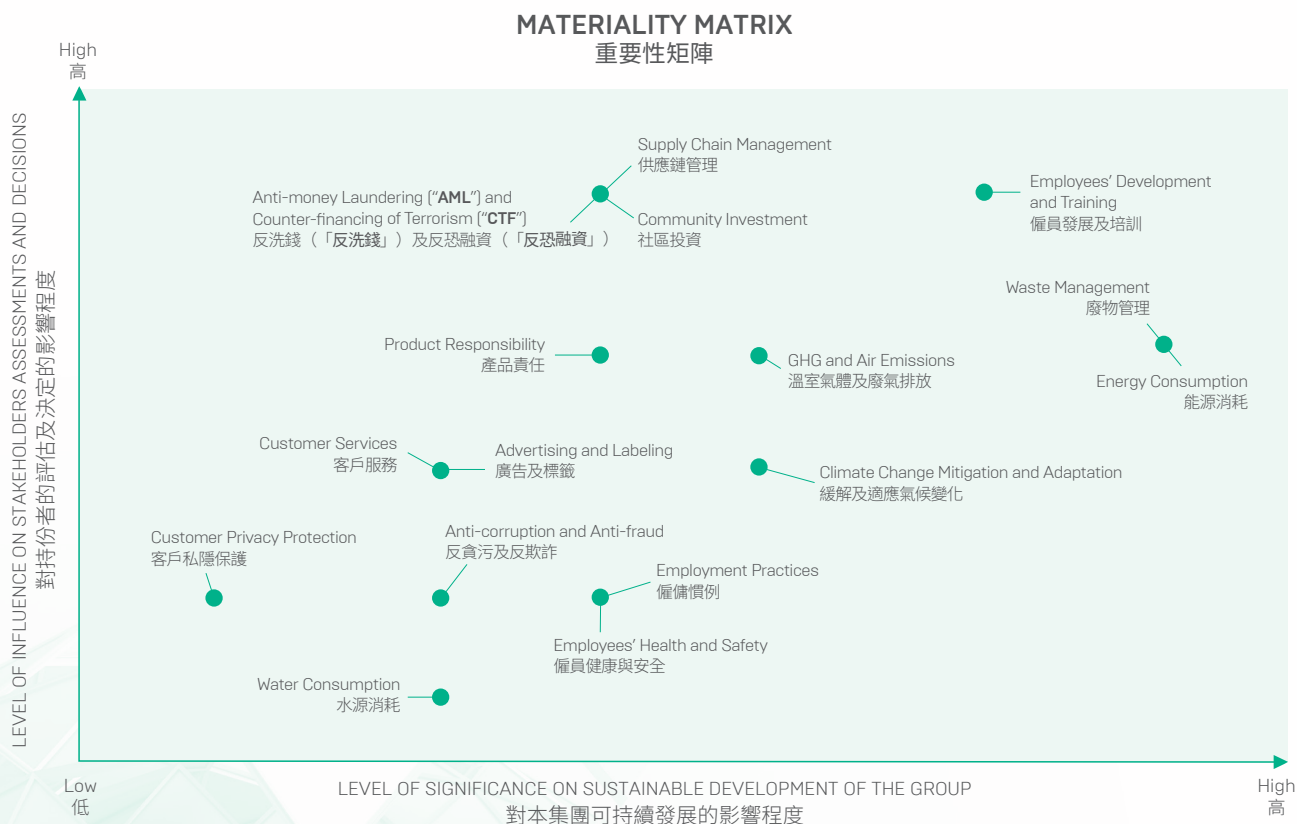 MATERIALITY MATRIX
重要性矩陣
High
高
LEVEL OF INFLUENCE ON STAKEHOLDERS ASSESSMENTS AND DECISIONS
對持份者的評估及決定的影響程度
Supply Chain Management
供應鏈管理
Anti-money Laundering (“AML”) and
Counter-financing of Terrorism (“CTF”)
反洗錢（「反洗錢」）及反恐融資（「反恐融資」）
Community Investment
社區投資
Employees’ Development
and Training
僱員發展及培訓
Waste Management
廢物管理
Product Responsibility
產品責任
GHG and Air Emissions
溫室氣體及廢氣排放
Energy Consumption
能源消耗
Customer Services
客戶服務
Advertising and Labeling
廣告及標籤
Climate Change Mitigation and Adaptation
緩解及適應氣候變化
Customer Privacy Protection
客戶私隱保護
Anti-corruption and Anti-fraud
反貪污及反欺詐
Employment Practices
僱傭慣例
Employees’ Health and Safety
僱員健康與安全
Water Consumption
水源消耗
Low
低
LEVEL OF SIGNIFICANCE ON SUSTAINABLE DEVELOPMENT OF THE GROUP
對本集團可持續發展的影響程度
High
高